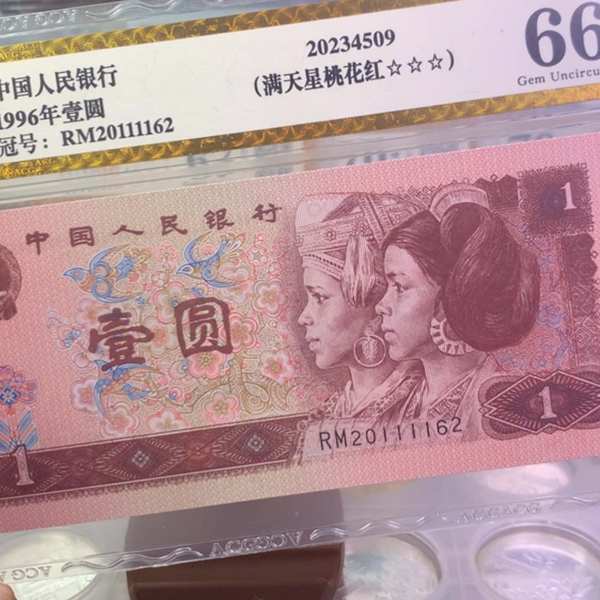 中国人民银行
1996年壹圆
冠号：RM20111162
20234509
（满天星桃花红☆☆☆）
66
Gem Uncircu
中国人民银行
壹圆
1
1
1
RM20111162
ACGGACG
ACG